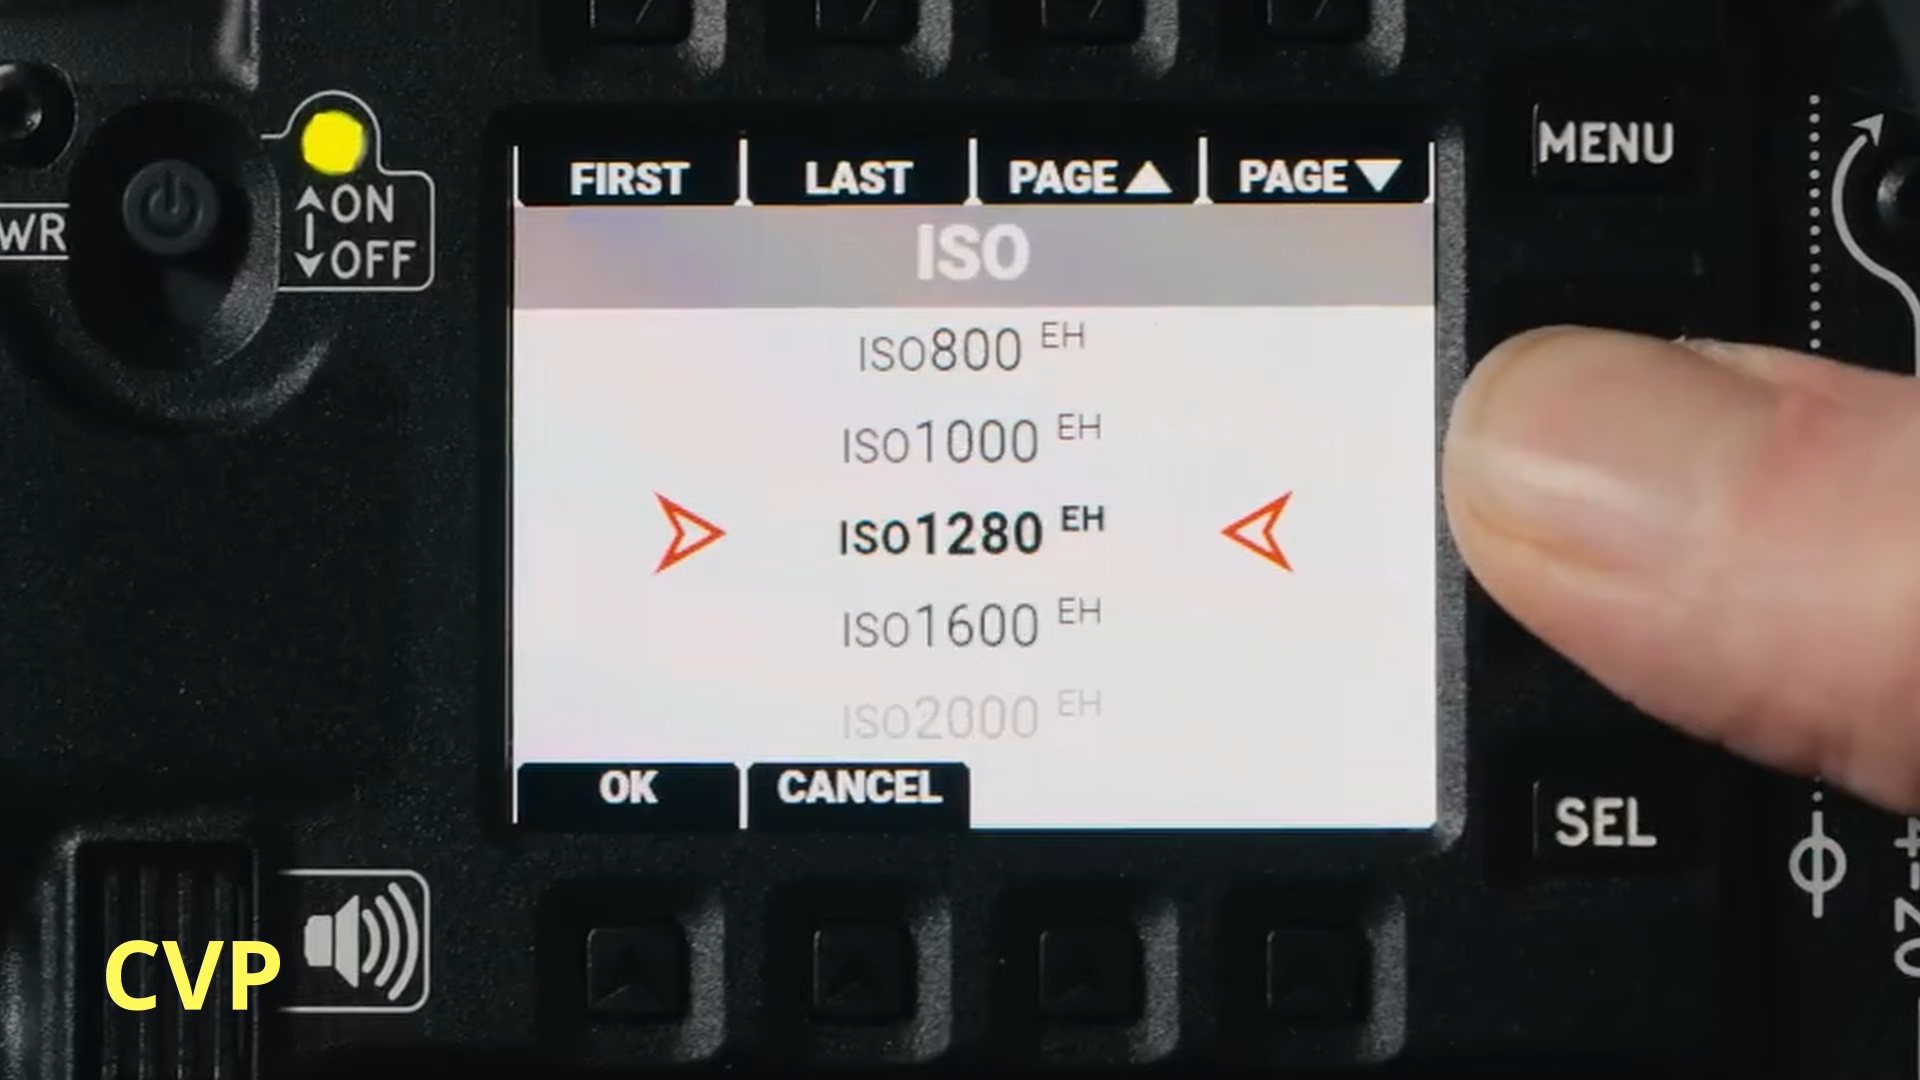 WR
ON
OFF
FIRST LAST PAGE▲ PAGE▼
ISO
ISO800 EH
ISO1000 EH
ISO1280 EH
ISO1600 EH
ISO2000 EH
OK CANCEL
MENU
SEL
CVP